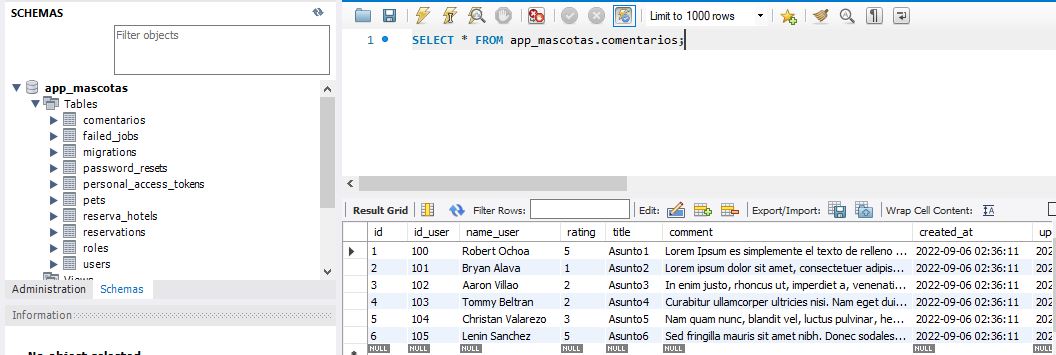 SCHEMAS
Filter objects
app_mascotas
Tables
comentarios
failed_jobs
migrations
password_resets
personal_access_tokens
pets
reserva_hotels
reservations
roles
users
Views
Administration Schemas
Information
No object selected
Limit to 1000 rows
1 SELECT * FROM app_mascotas.comentarios;
Result Grid Filter Rows: Edit: Export/Import: Wrap Cell Content:
id id_user name_user rating title comment created_at up
1 100 Robert Ochoa 5 Asunto1 Lorem Ipsum es simplemente el texto de relleno ... 2022-09-06 02:36:11 202
2 101 Bryan Alava 1 Asunto2 Lorem ipsum dolor sit amet, consectetuer adipis... 2022-09-06 02:36:11 202
3 102 Aaron Villao 2 Asunto3 In enim justo, rhoncus ut, imperdiet a, venenati... 2022-09-06 02:36:11 202
4 103 Tommy Beltran 2 Asunto4 Curabitur ullamcorper ultricies nisi. Nam eget dui... 2022-09-06 02:36:11 202
5 104 Christan Valarezo 3 Asunto5 Nam quam nunc, blandit vel, luctus pulvinar, he... 2022-09-06 02:36:11 202
6 105 Lenin Sanchez 5 Asunto6 Sed fringilla mauris sit amet nibh. Donec sodales... 2022-09-06 02:36:11 202
NULL NULL NULL NULL NULL NULL NULL NULL